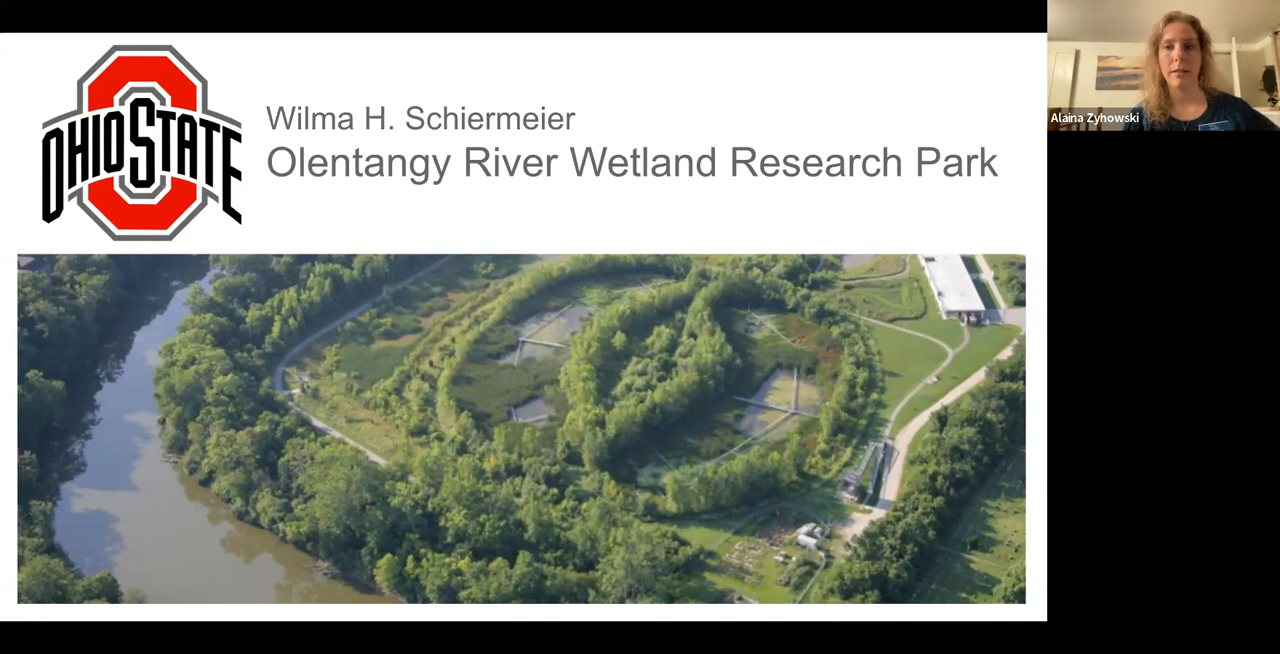 OHIO STATE
Wilma H. Schiermeier
Olentangy River Wetland Research Park
Alaina Zyhowski